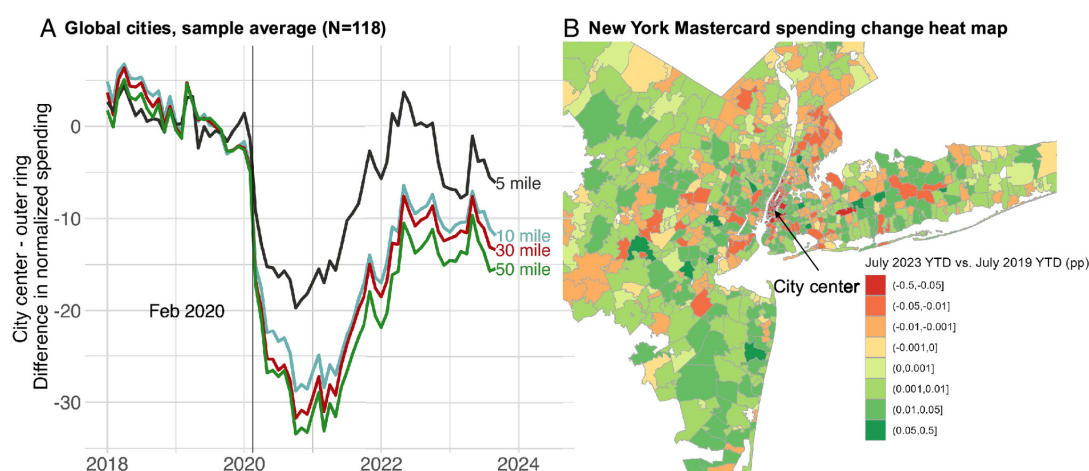 A Global cities, sample average (N=118)
City center - outer ring
Difference in normalized spending
0
-10
-20
-30
Feb 2020
5 mile
10 mile
30 mile
50 mile
2018
2020
2022
2024
B New York Mastercard spending change heat map
City center
July 2023 YTD vs. July 2019 YTD (pp)
(-0.5,-0.05]
(-0.05,-0.01]
(-0.01,-0.001]
(-0.001,0]
(0,0.001]
(0.001,0.01]
(0.01,0.05]
(0.05,0.5]